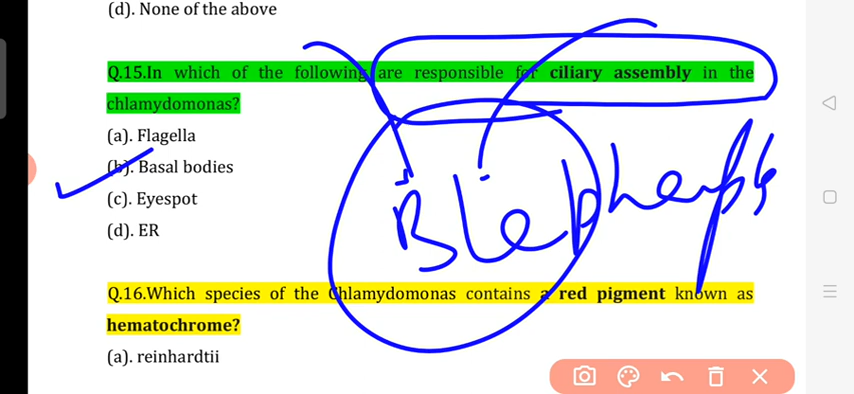 (d). None of the above
Q.15.In which of the following are responsible for ciliary assembly in the
chlamydomonas?
(a). Flagella
(b). Basal bodies
(c). Eyespot
(d). ER
Q.16.Which species of the Chlamydomonas contains a red pigment known as
hematochrome?
(a). reinhardtii